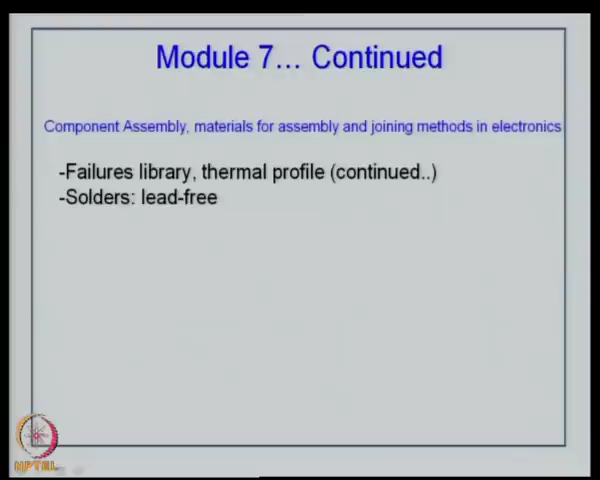 Module 7... Continued
Component Assembly, materials for assembly and joining methods in electronics
-Failures library, thermal profile (continued..)
-Solders: lead-free
NPTEL